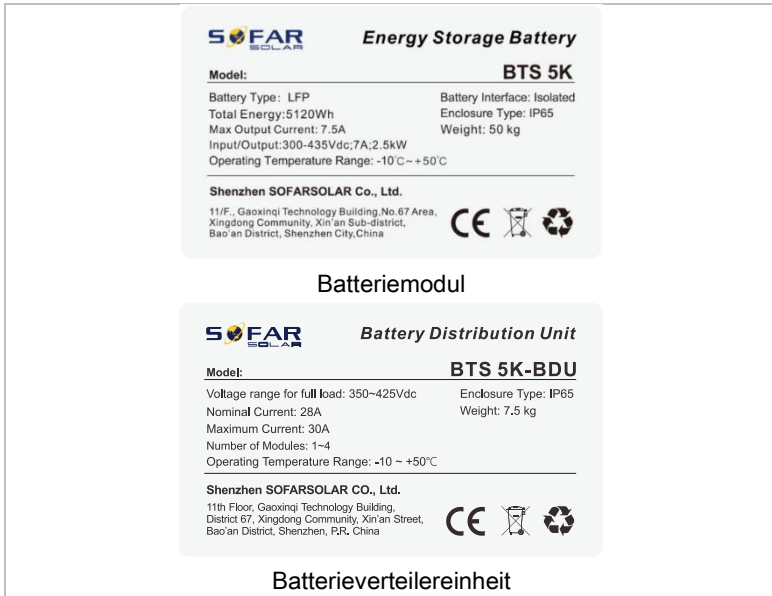 SOFAR
SOLAR
Energy Storage Battery
Model:
BTS 5K
Battery Type: LFP
Battery Interface: Isolated
Total Energy:5120Wh
Enclosure Type: IP65
Max Output Current: 7.5A
Weight: 50 kg
Input/Output:300-435Vdc;7A;2.5kW
Operating Temperature Range: -10℃~+50℃
Shenzhen SOFARSOLAR Co., Ltd.
11/F., Gaoxinqi Technology Building,No.67 Area,
Xingdong Community, Xin'an Sub-district,
Bao'an District, Shenzhen City,China
CE
Batteriemodul
SOFAR
SOLAR
Battery Distribution Unit
Model:
BTS 5K-BDU
Voltage range for full load: 350~425Vdc
Enclosure Type: IP65
Nominal Current: 28A
Weight: 7.5 kg
Maximum Current: 30A
Number of Modules: 1~4
Operating Temperature Range: -10 ~ +50℃
Shenzhen SOFARSOLAR CO., Ltd.
11th Floor, Gaoxinqi Technology Building,
District 67, Xingdong Community, Xin'an Street,
Bao'an District, Shenzhen, P.R. China
CE
Batterieverteilereinheit